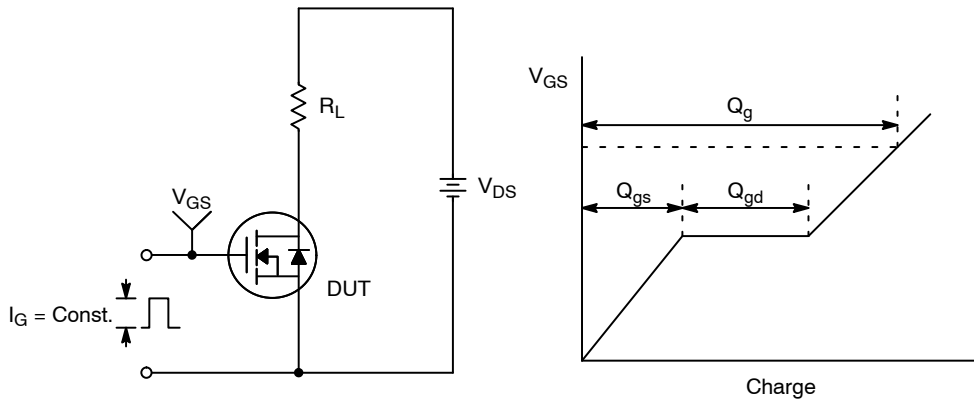 R_L
V_GS
V_DS
DUT
I_G = Const.
V_GS
Q_g
Q_gs
Q_gd
Charge